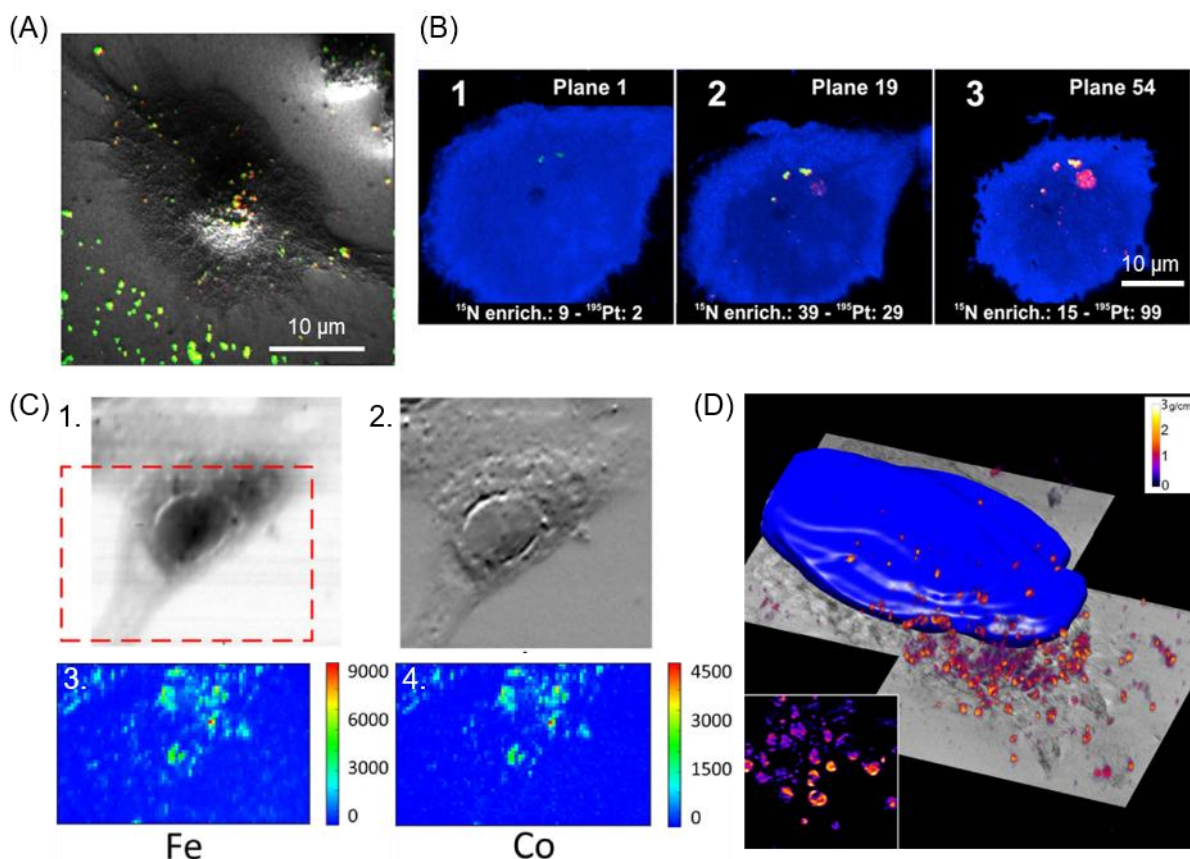 (A)
10 µm
(B)
1
Plane 1
¹⁵N enrich.: 9 - ¹⁹⁵Pt: 2
2
Plane 19
¹⁵N enrich.: 39 - ¹⁹⁵Pt: 29
3
Plane 54
10 µm
¹⁵N enrich.: 15 - ¹⁹⁵Pt: 99
(C)
1.
2.
3.
9000
6000
3000
0
Fe
4.
4500
3000
1500
0
Co
(D)
3 g/cm
2
1
0